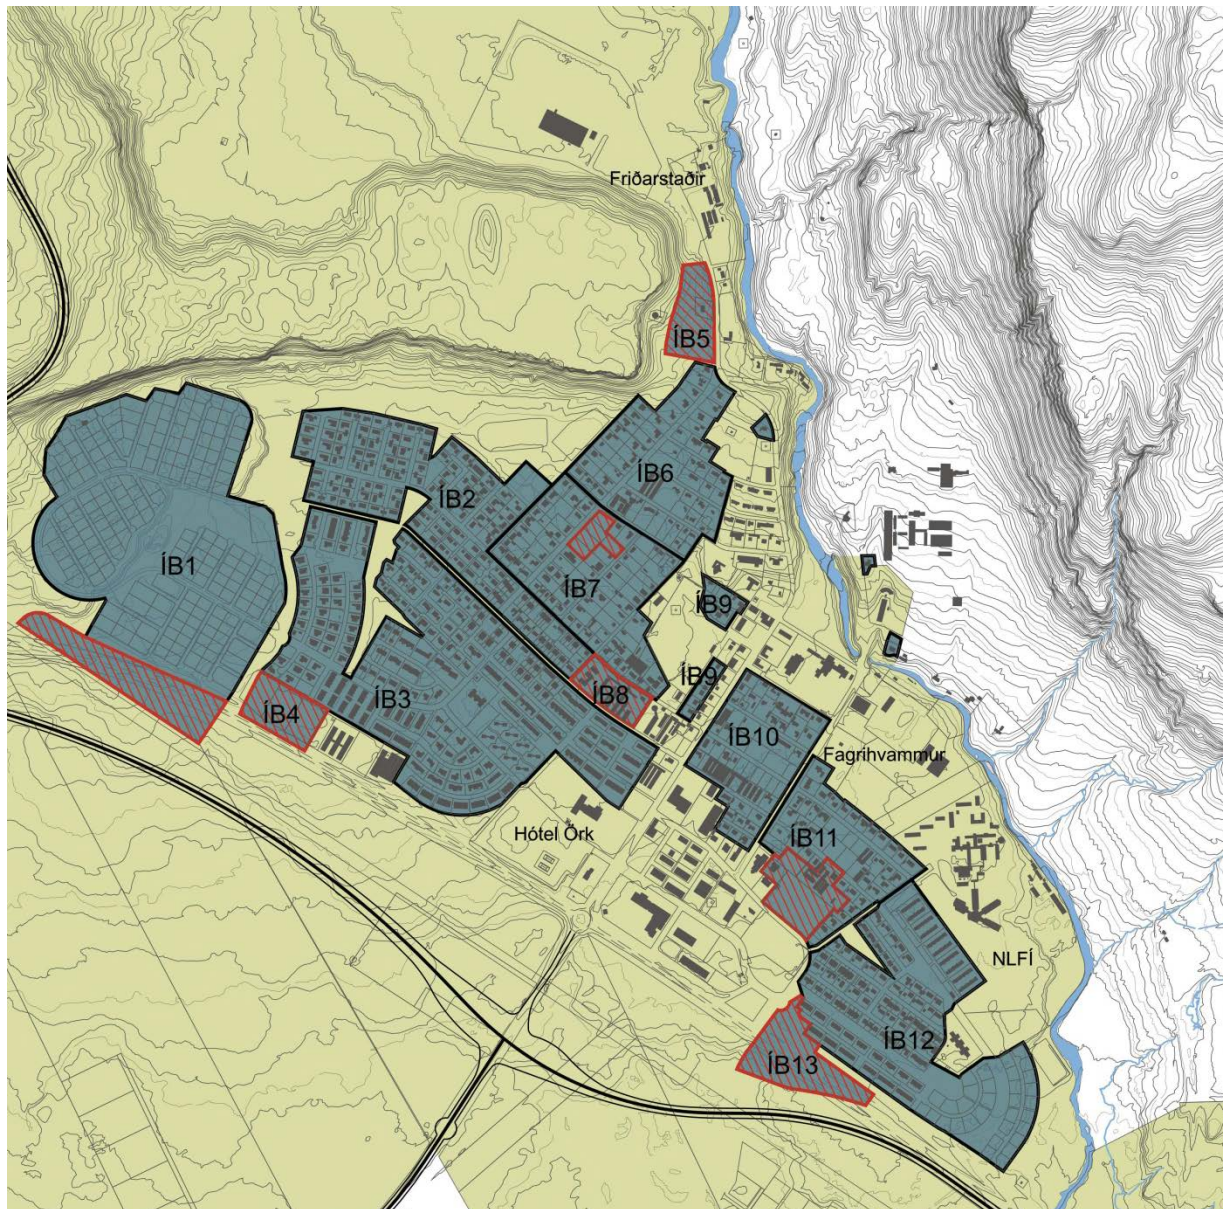 Friðarstaðir
ÍB5
ÍB6
ÍB2
ÍB1
ÍB7
ÍB9
ÍB9
ÍB8
ÍB3
ÍB4
ÍB10
Fagrihvammur
Hótel Örk
ÍB11
NLFÍ
ÍB12
ÍB13